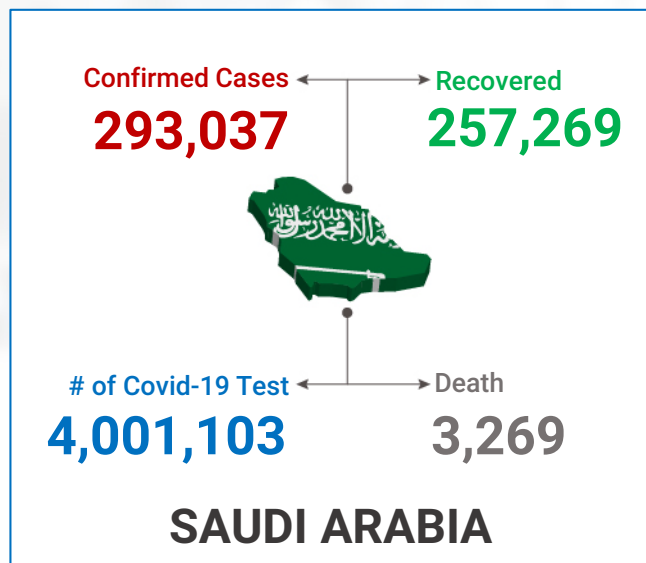 Confirmed Cases
Recovered
293,037
257,269
# of Covid-19 Test
Death
4,001,103
3,269
SAUDI ARABIA